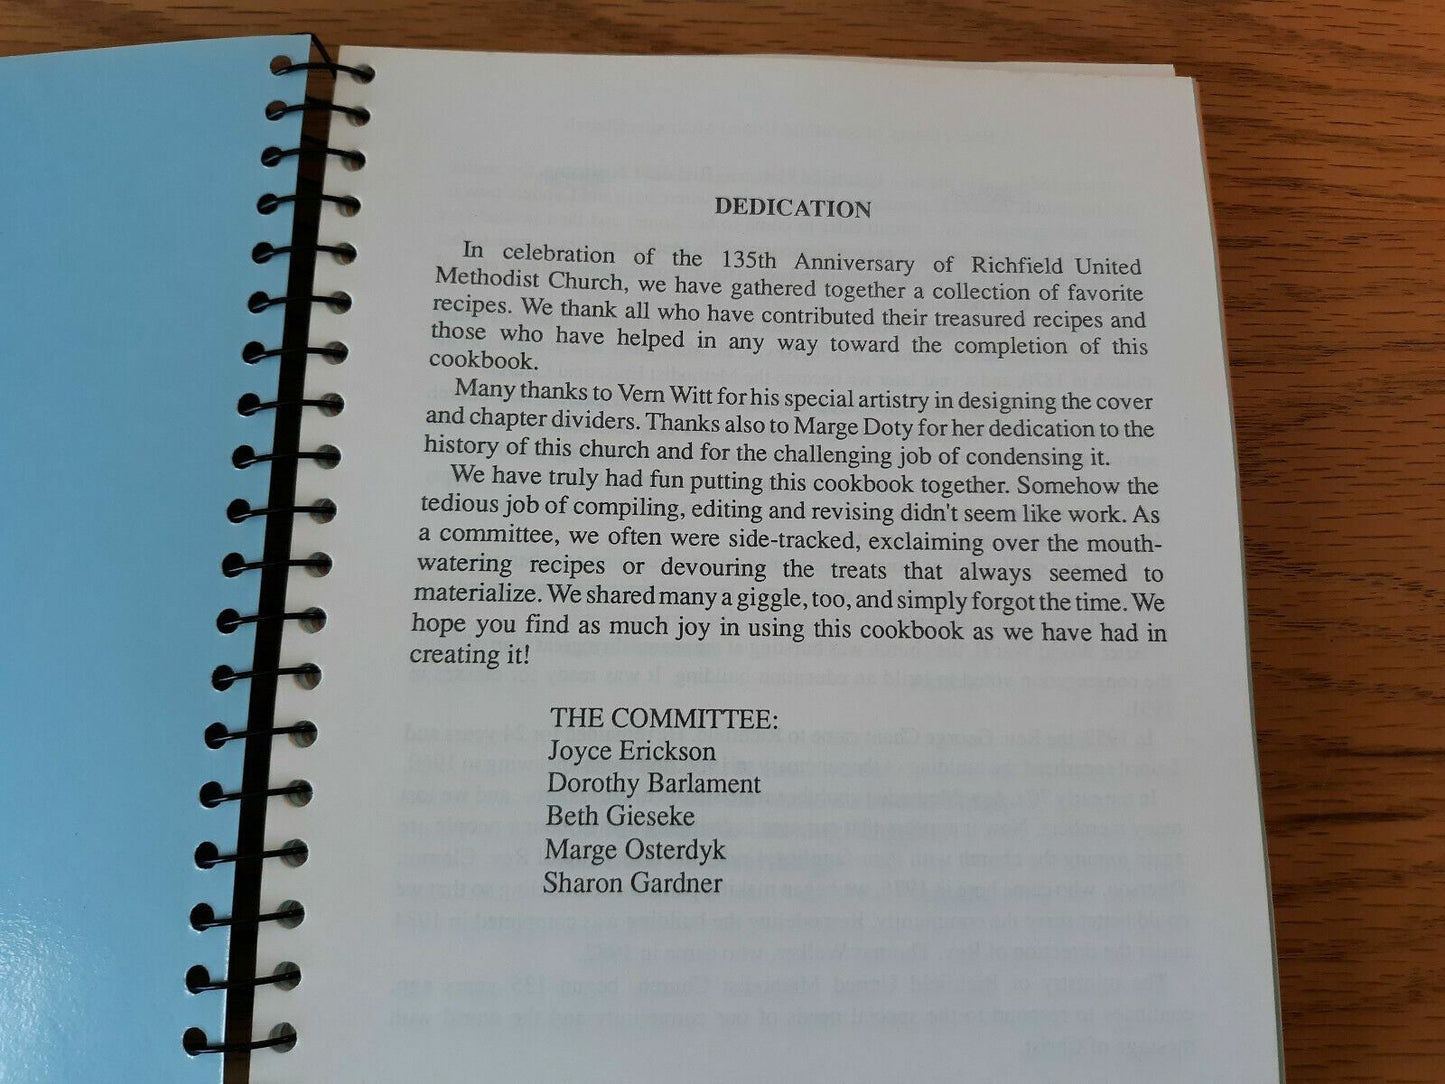 DEDICATION
In celebration of the 135th Anniversary of Richfield United
Methodist Church, we have gathered together a collection of favorite
recipes. We thank all who have contributed their treasured recipes and
those who have helped in any way toward the completion of this
cookbook.
Many thanks to Vern Witt for his special artistry in designing the cover
and chapter dividers. Thanks also to Marge Doty for her dedication to the
history of this church and for the challenging job of condensing it.
We have truly had fun putting this cookbook together. Somehow the
tedious job of compiling, editing and revising didn't seem like work. As
a committee, we often were side-tracked, exclaiming over the mouth-
watering recipes or devouring the treats that always seemed to
materialize. We shared many a giggle, too, and simply forgot the time. We
hope you find as much joy in using this cookbook as we have had in
creating it!
THE COMMITTEE:
Joyce Erickson
Dorothy Barlament
Beth Gieseke
Marge Osterdyk
Sharon Gardner